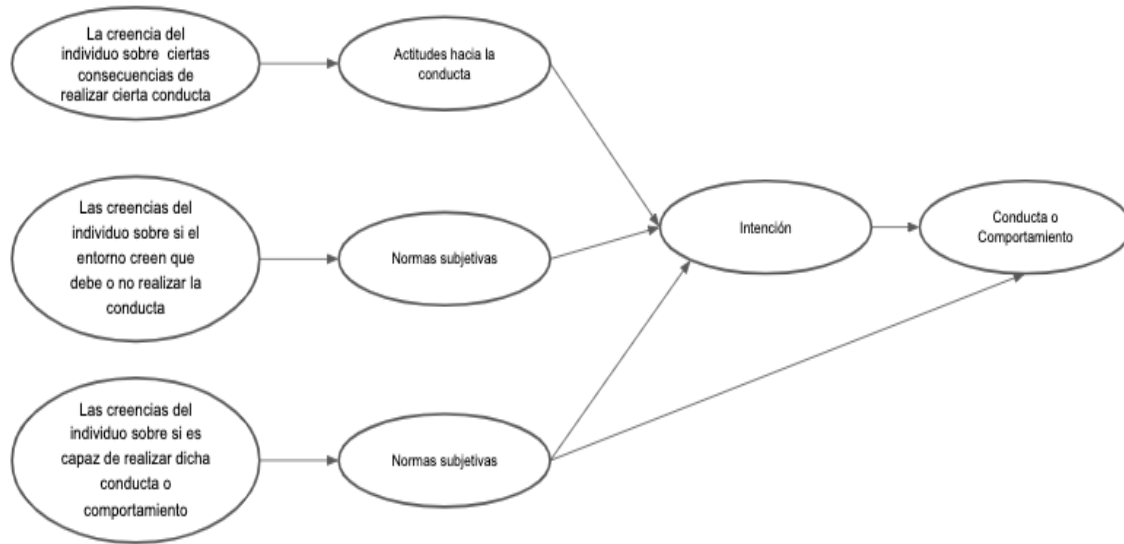 La creencia del
individuo sobre ciertas
consecuencias de
realizar cierta conducta
Actitudes hacia la
conducta
Las creencias del
individuo sobre si el
entorno creen que
debe o no realizar la
conducta
Normas subjetivas
Intención
Conducta o
Comportamiento
Las creencias del
individuo sobre si es
capaz de realizar dicha
conducta o
comportamiento
Normas subjetivas